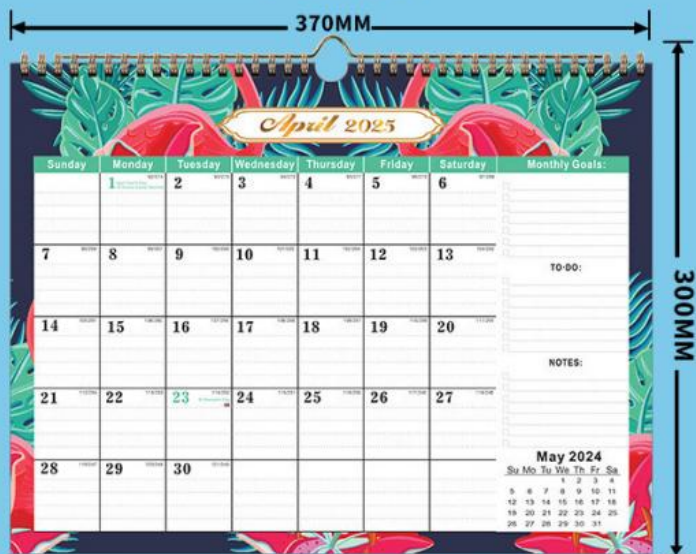 370MM
300MM
April 2025
Sunday Monday Tuesday Wednesday Thursday Friday Saturday Monthly Goals:
1 2 3 4 5 6
7 8 9 10 11 12 13
TO-DO:
14 15 16 17 18 19 20
NOTES:
21 22 23 24 25 26 27
28 29 30
May 2024
Su Mo Tu We Th Fr Sa
1 2 3 4
5 6 7 8 9 10 11
12 13 14 15 16 17 18
19 20 21 22 23 24 25
26 27 28 29 30 31